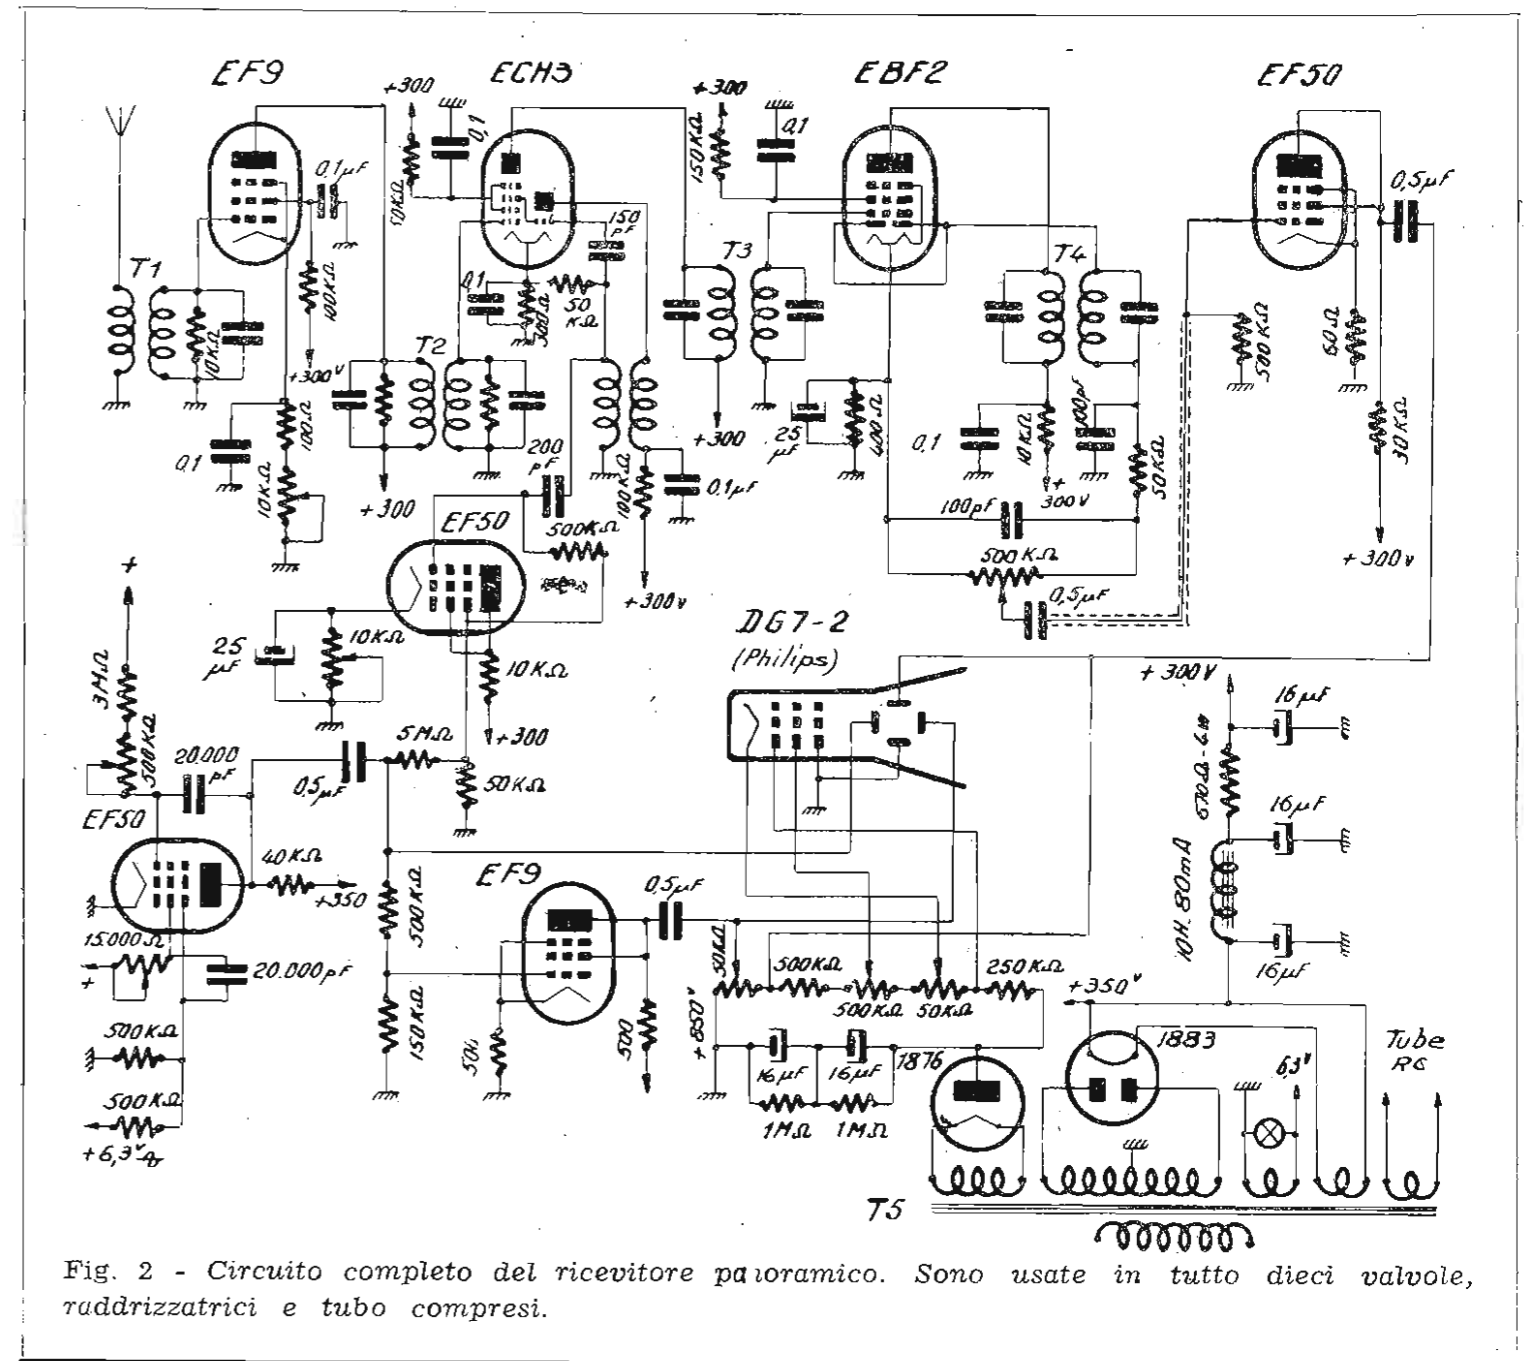 EF9
ECH3
EBF2
EF50
+300
0,1
50KΩ
0,1µF
100KΩ
+300V
T1
10KΩ
0,1
100Ω
10KΩ
T2
+300
0,1
300Ω
50
KΩ
150
pF
200
pF
100KΩ
0,1µF
+300V
+300
150KΩ
0,1
T3
+300
25
µF
400Ω
T4
0,1
10KΩ
+
300V
100pF
50KΩ
100pF
500KΩ
0,5µF
500KΩ
60Ω
0,5µF
30KΩ
+300V
EF50
500KΩ
25
µF
10KΩ
10KΩ
+300
50KΩ
5MΩ
0,5µF
+
3MΩ
500KΩ
20.000
pF
EF50
40KΩ
+350
15.000Ω
+
20.000pF
500KΩ
500KΩ
+6,3V
500KΩ
150KΩ
EF9
0,5µF
500
500
DG7-2
(Philips)
50KΩ
500KΩ
500KΩ
50KΩ
250KΩ
+850V
16µF
16µF
1MΩ
1MΩ
1876
1883
+350V
+300V
16µF
16µF
16µF
10H. 80mA
6,3V
Tube
RC
T5
Fig. 2 - Circuito completo del ricevitore panoramico. Sono usate in tutto dieci valvole,
raddrizzatrici e tubo compresi.